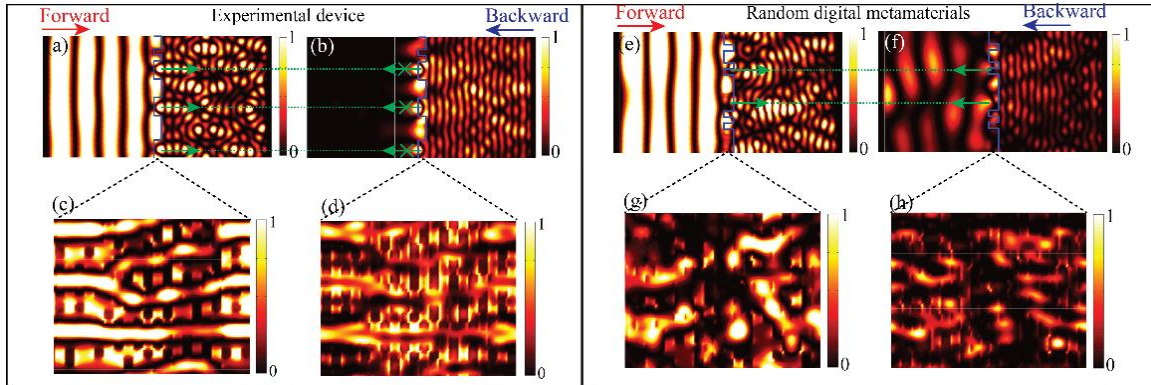 Forward Experimental device Backward
(a) 1 (b) 1
0 0
(c) 1 (d) 1
0 0
Forward Random digital metamaterials Backward
(e) 1 (f) 1
0 0
(g) 1 (h) 1
0 0